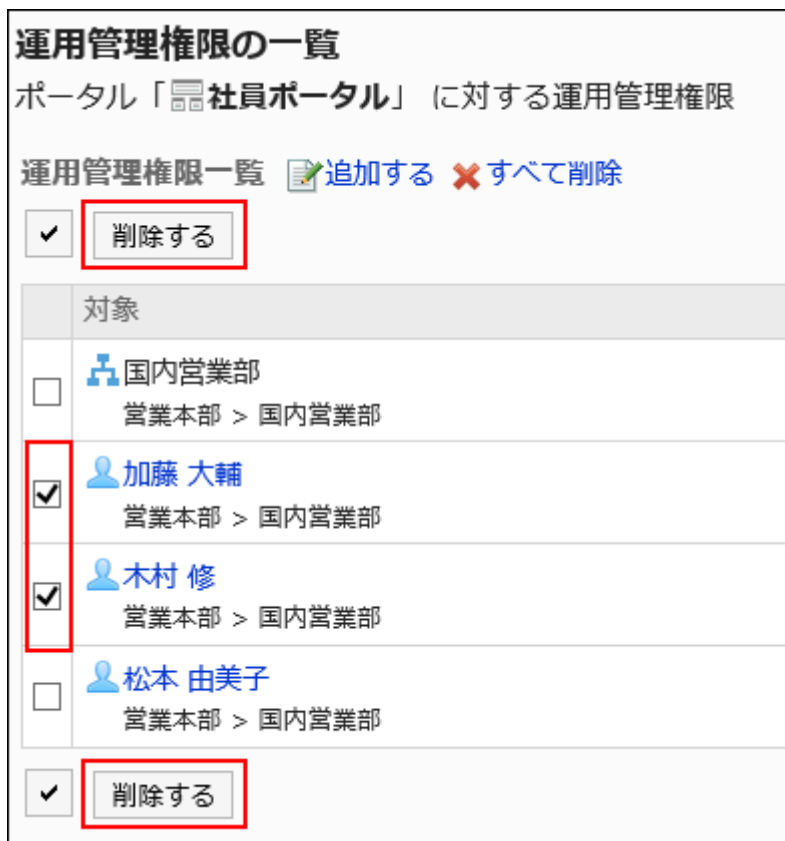 運用管理権限の一覧
ポータル「社員ポータル」 に対する運用管理権限
運用管理権限一覧 追加する すべて削除
削除する
対象
国内営業部
営業本部 > 国内営業部
加藤 大輔
営業本部 > 国内営業部
木村 修
営業本部 > 国内営業部
松本 由美子
営業本部 > 国内営業部
削除する